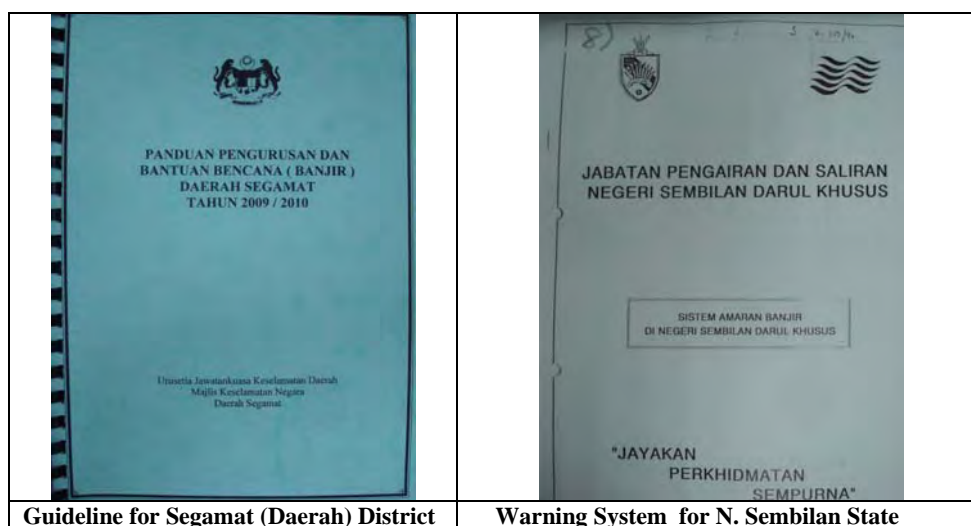 PANDUAN PENGURUSAN DAN
BANTUAN BENCANA ( BANJIR )
DAERAH SEGAMAT
TAHUN 2009 / 2010
Urusetia Jawatankuasa Keselamatan Daerah
Majlis Keselamatan Negara
Daerah Segamat
Guideline for Segamat (Daerah) District
8)
JABATAN PENGAIRAN DAN SALIRAN
NEGERI SEMBILAN DARUL KHUSUS
SISTEM AMARAN BANJIR
DI NEGERI SEMBILAN DARUL KHUSUS
"JAYAKAN
PERKHIDMATAN
SEMPURNA"
Warning System for N. Sembilan State